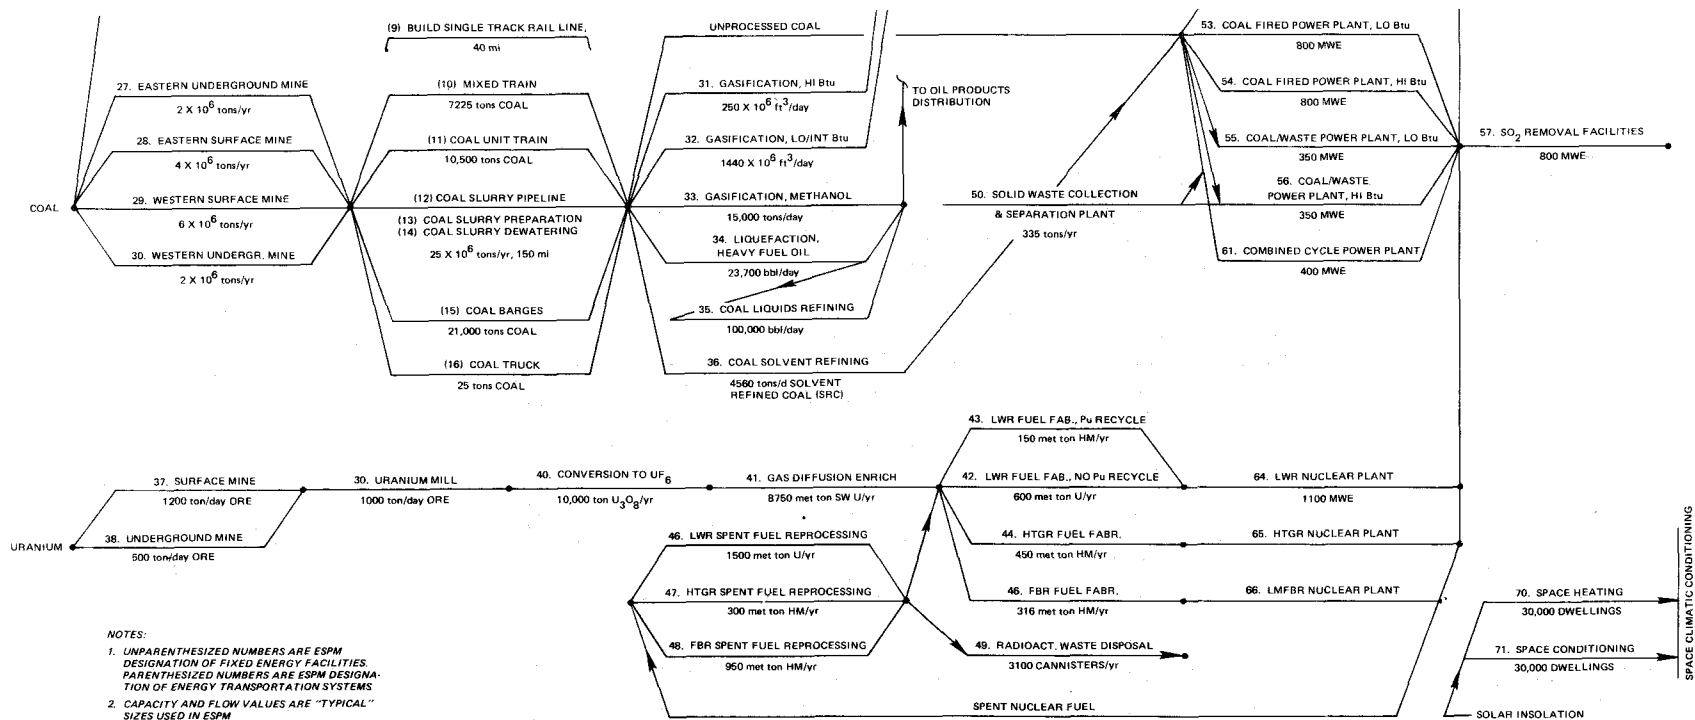 (9) BUILD SINGLE TRACK RAIL LINE,
40 mi
UNPROCESSED COAL
53. COAL FIRED POWER PLANT, LO Btu
800 MWE
27. EASTERN UNDERGROUND MINE
2 X 10^6 tons/yr
(10) MIXED TRAIN
7225 tons COAL
31. GASIFICATION, HI Btu
250 X 10^6 ft^3/day
TO OIL PRODUCTS
DISTRIBUTION
54. COAL FIRED POWER PLANT, HI Btu
800 MWE
28. EASTERN SURFACE MINE
4 X 10^6 tons/yr
(11) COAL UNIT TRAIN
10,500 tons COAL
32. GASIFICATION, LO/INT Btu
1440 X 10^6 ft^3/day
55. COAL/WASTE POWER PLANT, LO Btu
350 MWE
57. SO2 REMOVAL FACILITIES
800 MWE
COAL
29. WESTERN SURFACE MINE
6 X 10^6 tons/yr
(12) COAL SLURRY PIPELINE
(13) COAL SLURRY PREPARATION
(14) COAL SLURRY DEWATERING
25 X 10^6 tons/yr, 150 mi
33. GASIFICATION, METHANOL
15,000 tons/day
50. SOLID WASTE COLLECTION
& SEPARATION PLANT
335 tons/yr
56. COAL/WASTE
POWER PLANT, HI Btu
350 MWE
30. WESTERN UNDERGR. MINE
2 X 10^6 tons/yr
34. LIQUEFACTION,
HEAVY FUEL OIL
23,700 bbl/day
61. COMBINED CYCLE POWER PLANT
400 MWE
(15) COAL BARGES
21,000 tons COAL
35. COAL LIQUIDS REFINING
100,000 bbl/day
(16) COAL TRUCK
25 tons COAL
36. COAL SOLVENT REFINING
4560 tons/d SOLVENT
REFINED COAL (SRC)
43. LWR FUEL FAB., Pu RECYCLE
150 met ton HM/yr
37. SURFACE MINE
1200 ton/day ORE
30. URANIUM MILL
1000 ton/day ORE
40. CONVERSION TO UF6
10,000 ton U3O8/yr
41. GAS DIFFUSION ENRICH
8750 met ton SW U/yr
42. LWR FUEL FAB., NO Pu RECYCLE
600 met ton U/yr
64. LWR NUCLEAR PLANT
1100 MWE
URANIUM
38. UNDERGROUND MINE
500 ton/day ORE
46. LWR SPENT FUEL REPROCESSING
1500 met ton U/yr
44. HTGR FUEL FABR.
450 met ton HM/yr
65. HTGR NUCLEAR PLANT
47. HTGR SPENT FUEL REPROCESSING
300 met ton HM/yr
46. FBR FUEL FABR.
316 met ton HM/yr
66. LMFBR NUCLEAR PLANT
70. SPACE HEATING
30,000 DWELLINGS
48. FBR SPENT FUEL REPROCESSING
950 met ton HM/yr
49. RADIOACT. WASTE DISPOSAL
3100 CANNISTERS/yr
71. SPACE CONDITIONING
30,000 DWELLINGS
SPACE CLIMATIC CONDITIONING
SPENT NUCLEAR FUEL
SOLAR INSOLATION
NOTES:
1. UNPARENTHESIZED NUMBERS ARE ESPM
DESIGNATION OF FIXED ENERGY FACILITIES.
PARENTHESIZED NUMBERS ARE ESPM DESIGNA-
TION OF ENERGY TRANSPORTATION SYSTEMS
2. CAPACITY AND FLOW VALUES ARE "TYPICAL"
SIZES USED IN ESPM